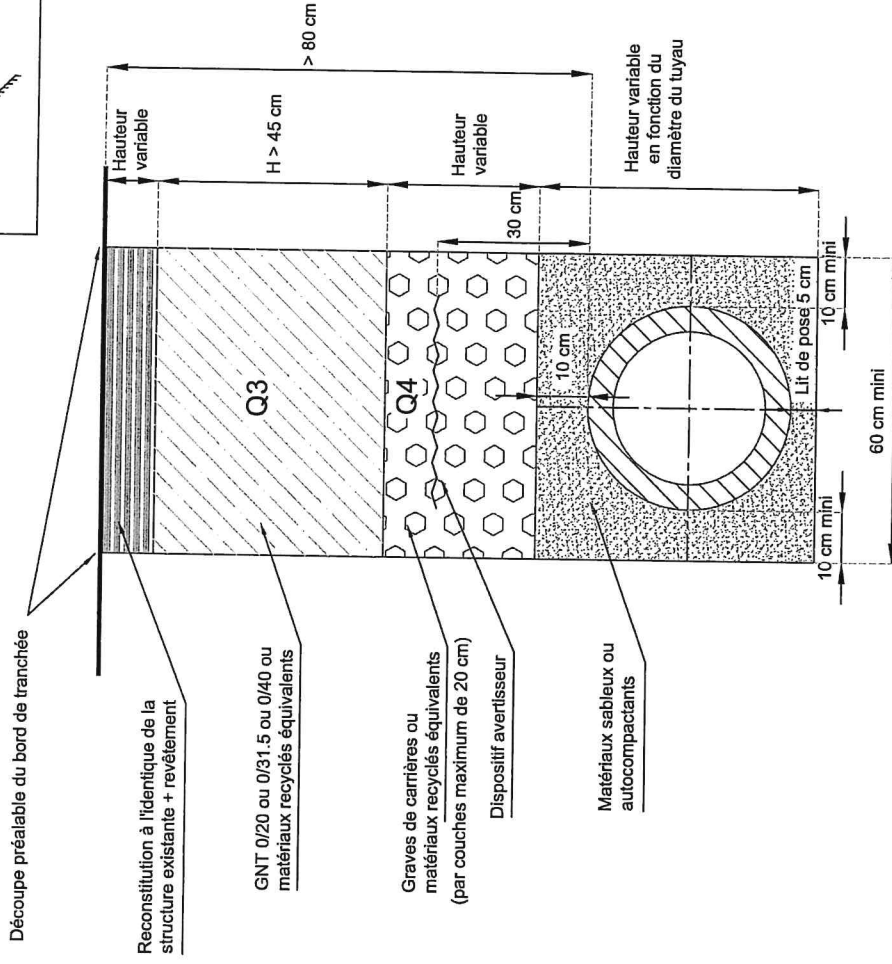 Découpe préalable du bord de tranchée
Reconstitution à l'identique de la
structure existante + revêtement
GNT 0/20 ou 0/31.5 ou 0/40 ou
matériaux recyclés équivalents
Graves de carrières ou
matériaux recyclés équivalents
(par couches maximum de 20 cm)
Dispositif avertisseur
Matériaux sableux ou
autocompactants
Q3
Q4
10 cm
Lit de pose 5 cm
10 cm mini
10 cm mini
60 cm mini
Hauteur
variable
H > 45 cm
Hauteur
variable
30 cm
> 80 cm
Hauteur variable
en fonction du
diamètre du tuyau